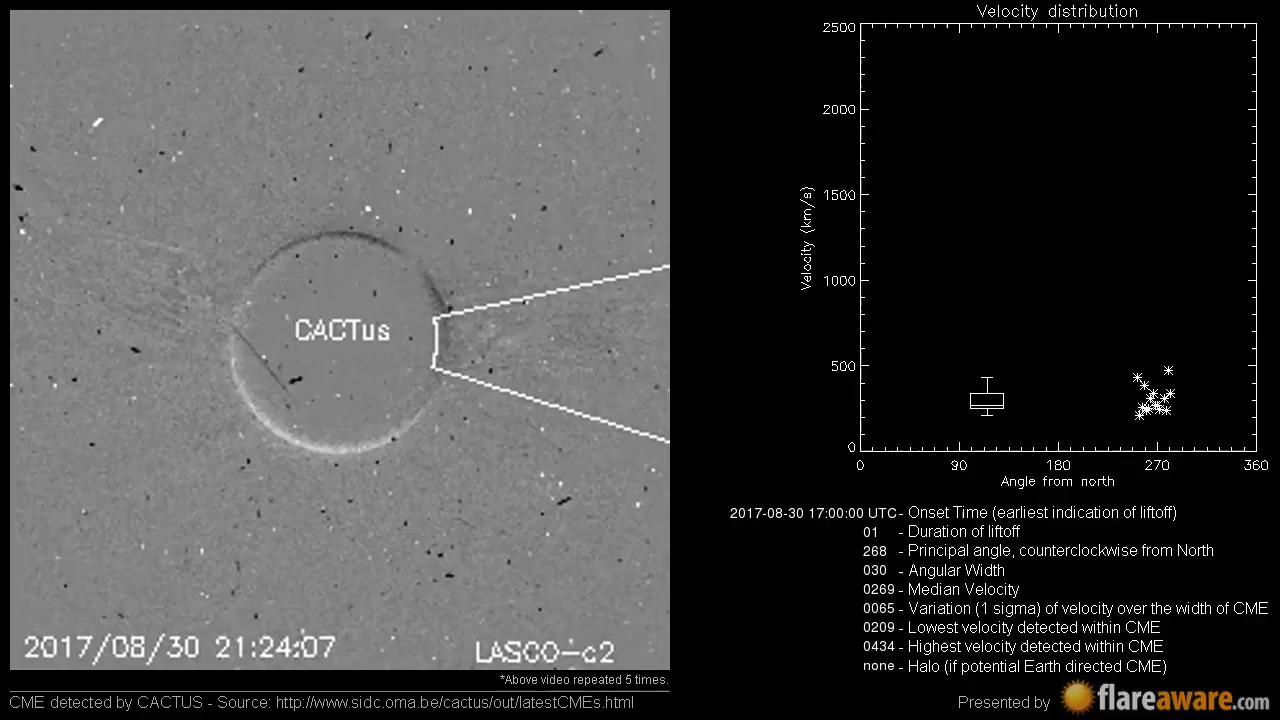 Velocity distribution
2500
2000
1500
1000
500
0
Velocity (km/s)
0 90 180 270 360
Angle from north
CACTus
2017/08/30 21:24:07 LASCO-c2
*Above video repeated 5 times.
CME detected by CACTUS - Source: http://www.sidc.oma.be/cactus/out/latestCMEs.html
2017-08-30 17:00:00 UTC - Onset Time (earliest indication of liftoff)
01 - Duration of liftoff
268 - Principal angle, counterclockwise from North
030 - Angular Width
0269 - Median Velocity
0065 - Variation (1 sigma) of velocity over the width of CME
0209 - Lowest velocity detected within CME
0434 - Highest velocity detected within CME
none - Halo (if potential Earth directed CME)
Presented by flareaware.com